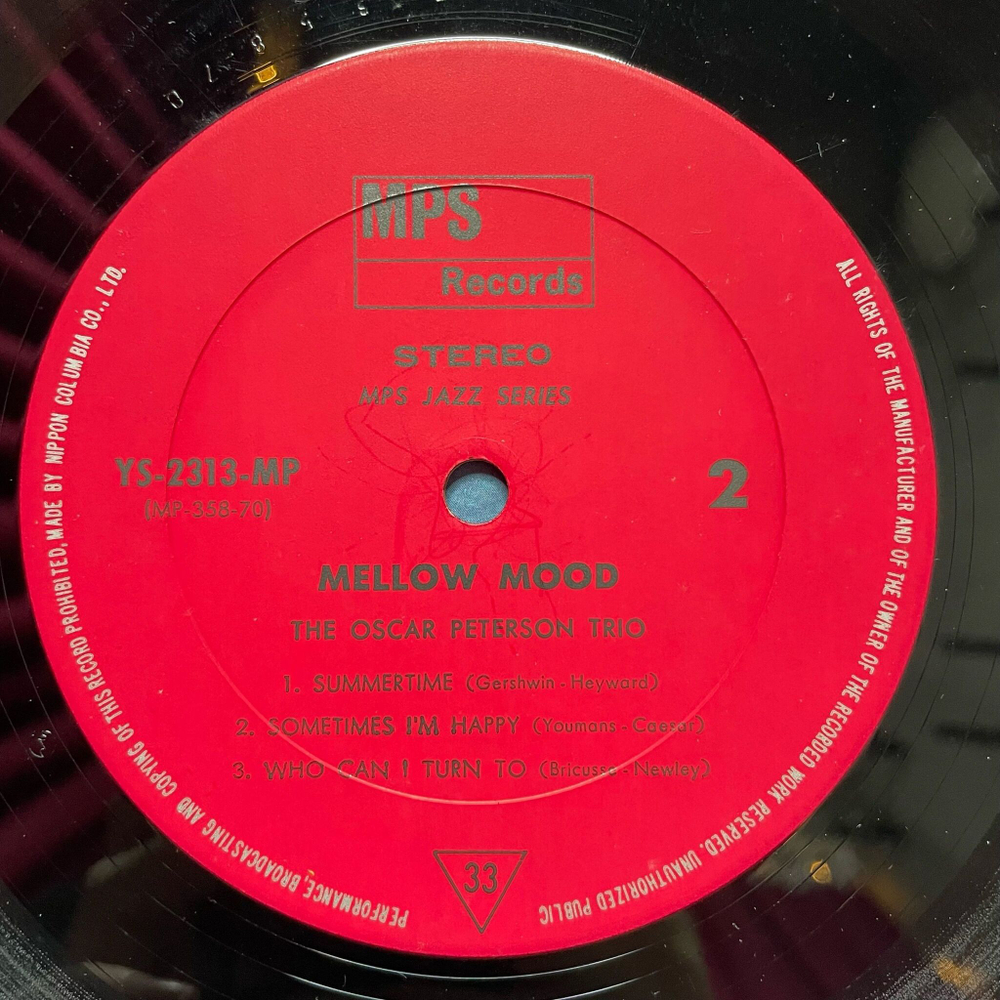 MPS
Records
STEREO
MPS JAZZ SERIES
YS-2313-MP
(MP-358-70)
2
MELLOW MOOD
THE OSCAR PETERSON TRIO
1. SUMMERTIME (Gershwin - Heyward)
2. SOMETIMES I'M HAPPY (Youmans - Caesar)
3. WHO CAN I TURN TO (Bricusse - Newley)
33
ALL RIGHTS OF THE MANUFACTURER AND OF THE OWNER OF THE RECORDED WORK RESERVED. UNAUTHORIZED PUBLIC PERFORMANCE, BROADCASTING AND COPYING OF THIS RECORD PROHIBITED, MADE BY NIPPON COLUMBIA CO., LTD.